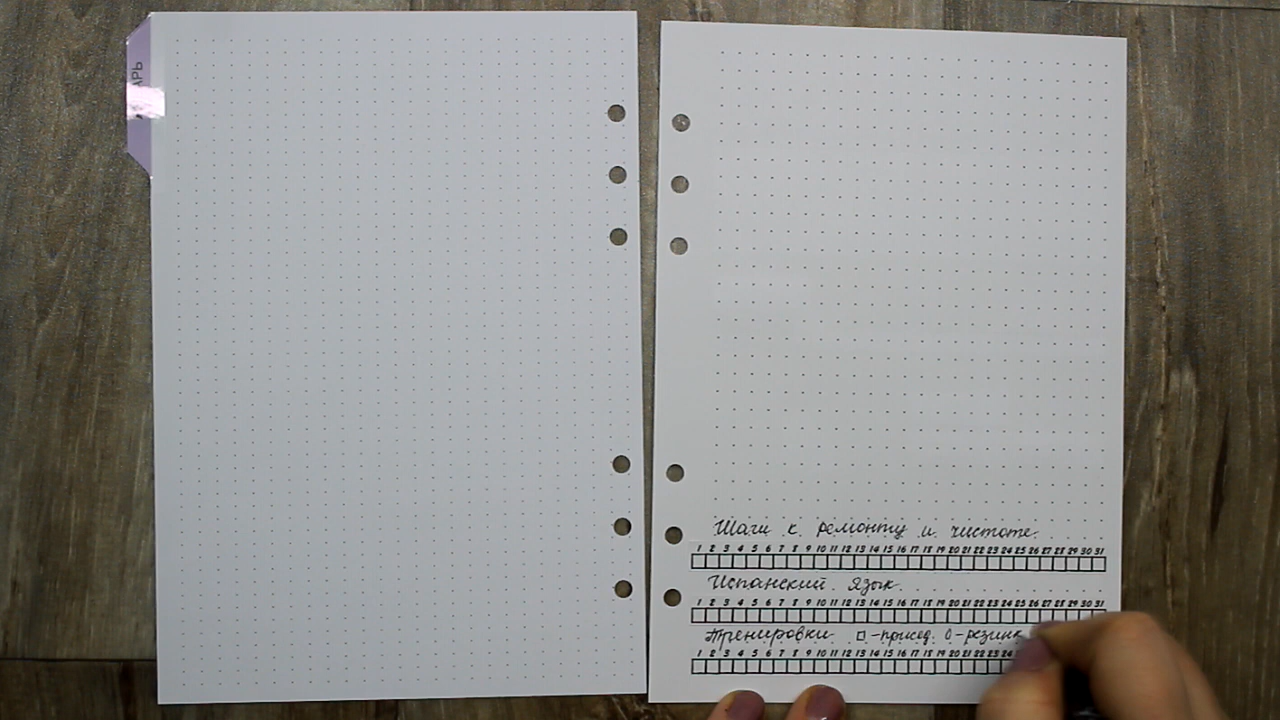 АРЬ
Шаги к ремонту и чистоте.
1 2 3 4 5 6 7 8 9 10 11 12 13 14 15 16 17 18 19 20 21 22 23 24 25 26 27 28 29 30 31
Испанский язык.
1 2 3 4 5 6 7 8 9 10 11 12 13 14 15 16 17 18 19 20 21 22 23 24 25 26 27 28 29 30 31
Тренировки □-присед. 0-резинк
1 2 3 4 5 6 7 8 9 10 11 12 13 14 15 16 17 18 19 20 21 22 23